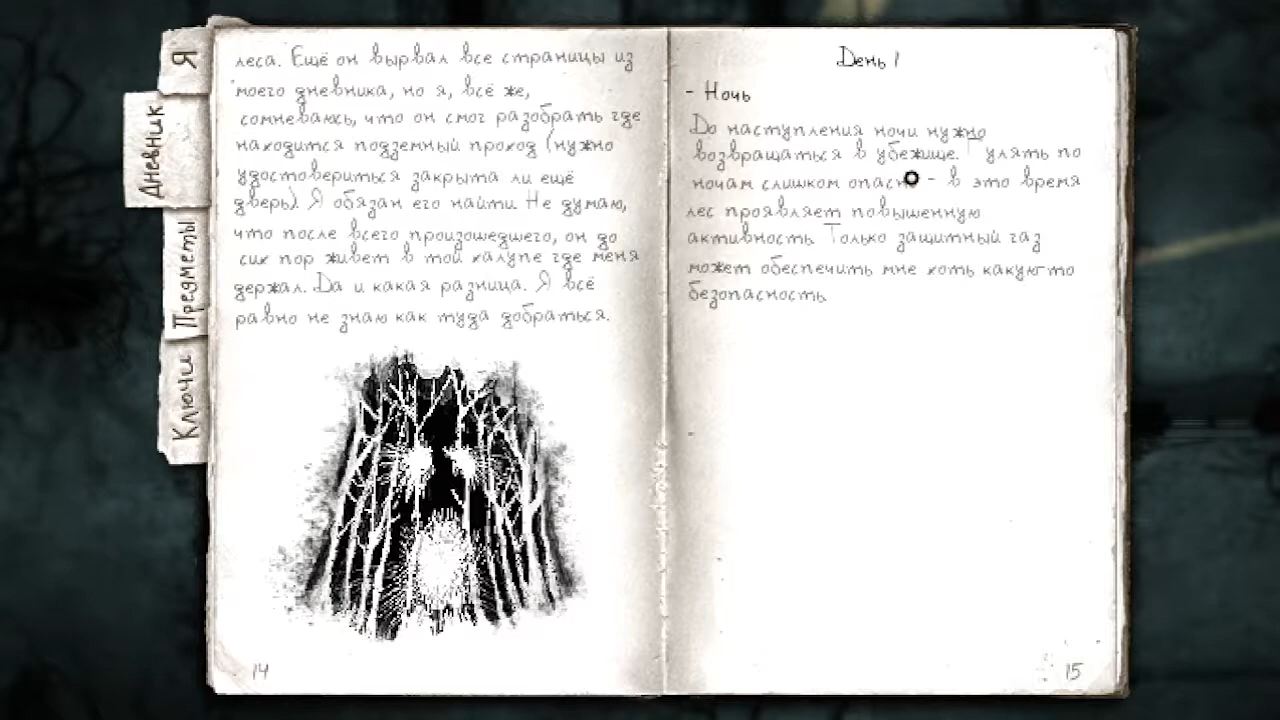 Я
Дневник
Предметы
Ключи
леса. Ещё он вырвал все страницы из
моего дневника, но я, всё же,
сомневаюсь, что он смог разобрать где
находится подземный проход (нужно
удостовериться закрыта ли ещё
дверь). Я обязан его найти. Не думаю,
что после всего произошедшего, он до
сих пор живет в той халупе где меня
держал. Да и какая разница. Я всё
равно не знаю как туда добраться.
14
День 1
- Ночь
До наступления ночи нужно
возвращаться в убежище. Гулять по
ночам слишком опасно - в это время
лес проявляет повышенную
активность. Только защитный газ
может обеспечить мне хоть какую-то
безопасность.
15